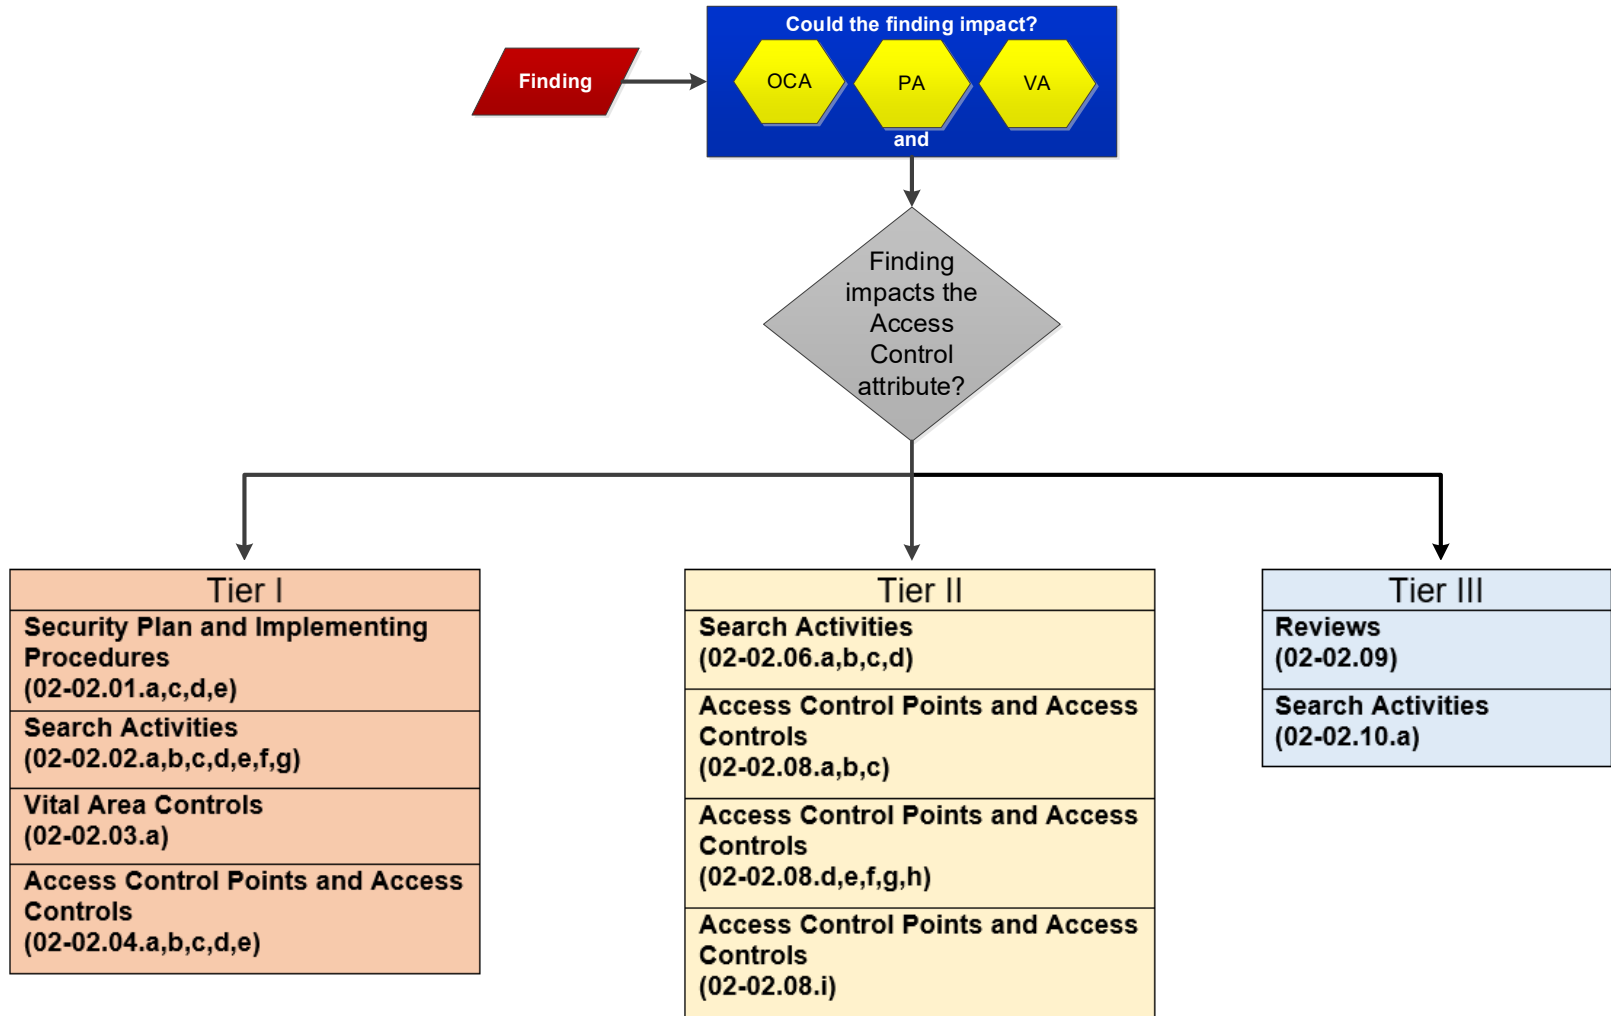 Could the finding impact?
Finding
OCA
PA
VA
and
Finding
impacts the
Access
Control
attribute?
Tier I
Security Plan and Implementing
Procedures
(02-02.01.a,c,d,e)
Search Activities
(02-02.02.a,b,c,d,e,f,g)
Vital Area Controls
(02-02.03.a)
Access Control Points and Access
Controls
(02-02.04.a,b,c,d,e)
Tier II
Search Activities
(02-02.06.a,b,c,d)
Access Control Points and Access
Controls
(02-02.08.a,b,c)
Access Control Points and Access
Controls
(02-02.08.d,e,f,g,h)
Access Control Points and Access
Controls
(02-02.08.i)
Tier III
Reviews
(02-02.09)
Search Activities
(02-02.10.a)